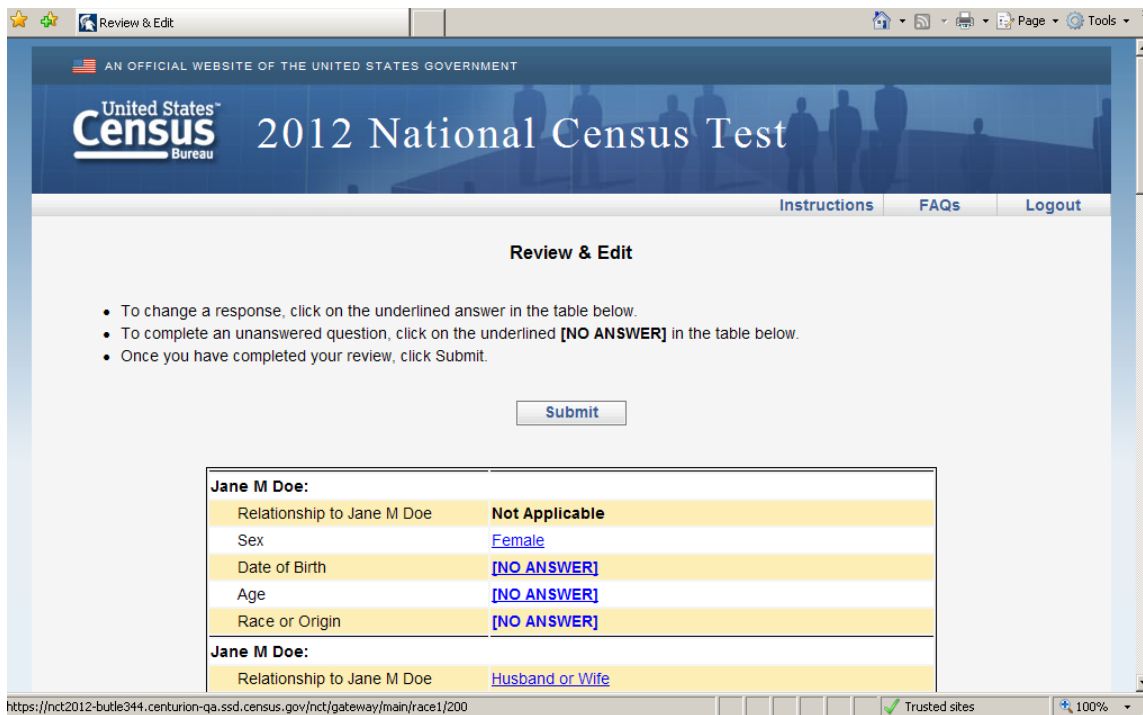 Review & Edit
Page
Tools
AN OFFICIAL WEBSITE OF THE UNITED STATES GOVERNMENT
United States™
Census
Bureau
2012 National Census Test
Instructions FAQs Logout
Review & Edit
• To change a response, click on the underlined answer in the table below.
• To complete an unanswered question, click on the underlined [NO ANSWER] in the table below.
• Once you have completed your review, click Submit.
Submit
Jane M Doe:
Relationship to Jane M Doe Not Applicable
Sex Female
Date of Birth [NO ANSWER]
Age [NO ANSWER]
Race or Origin [NO ANSWER]
Jane M Doe:
Relationship to Jane M Doe Husband or Wife
https://nct2012-butle344.centurion-qa.ssd.census.gov/nct/gateway/main/race1/200 Trusted sites 100%